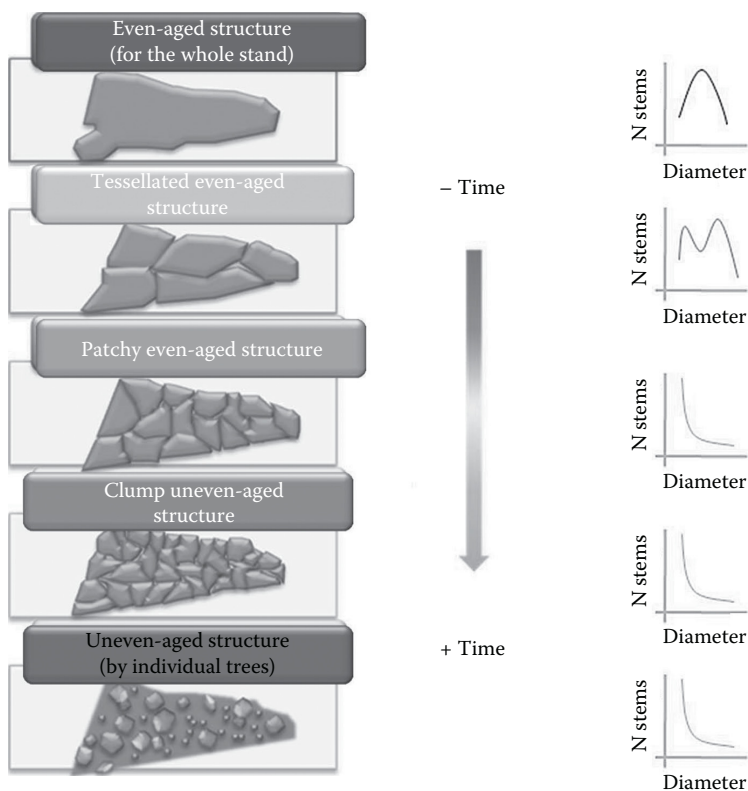 Even-aged structure
(for the whole stand)
N stems
Diameter
Tessellated even-aged
structure
– Time
N stems
Diameter
Patchy even-aged structure
N stems
Diameter
Clump uneven-aged
structure
N stems
Diameter
Uneven-aged structure
(by individual trees)
+ Time
N stems
Diameter